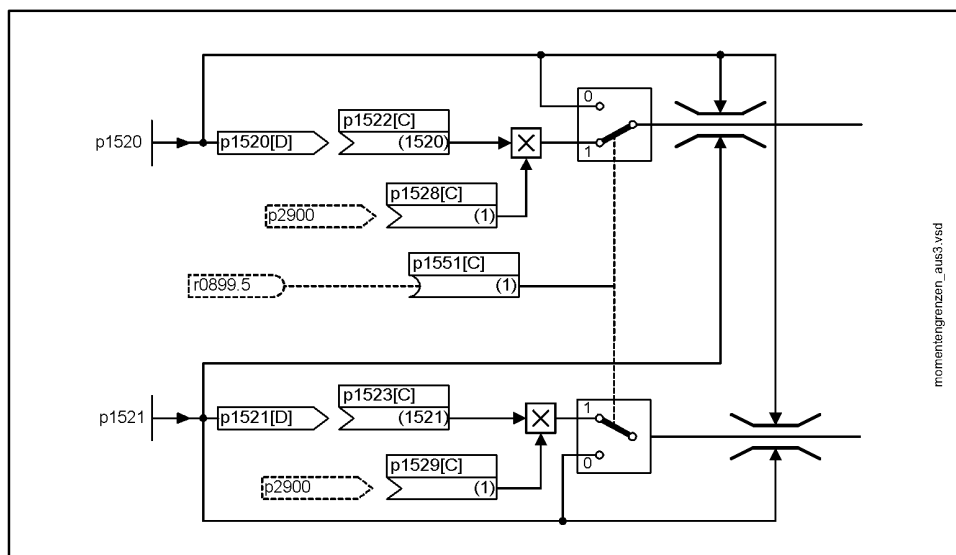 0
p1522[C]
p1520
p1520[D]
(1520)
1
p1528[C]
p2900
(1)
p1551[C]
r0899.5
(1)
momentengrenzen_aus3.vsd
p1523[C]
1
p1521
p1521[D]
(1521)
0
p1529[C]
p2900
(1)